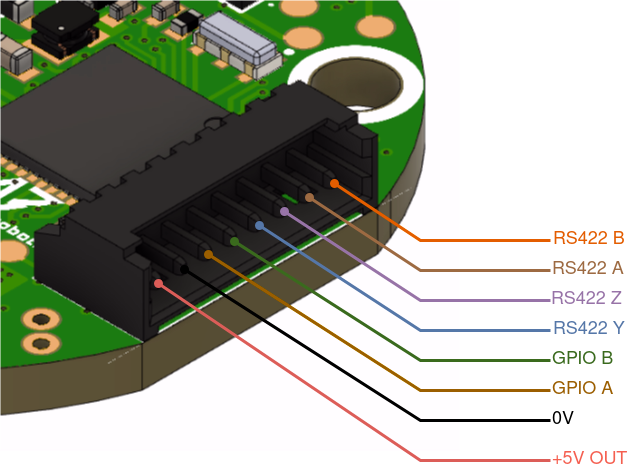 RS422 B
RS422 A
RS422 Z
RS422 Y
GPIO B
GPIO A
0V
+5V OUT